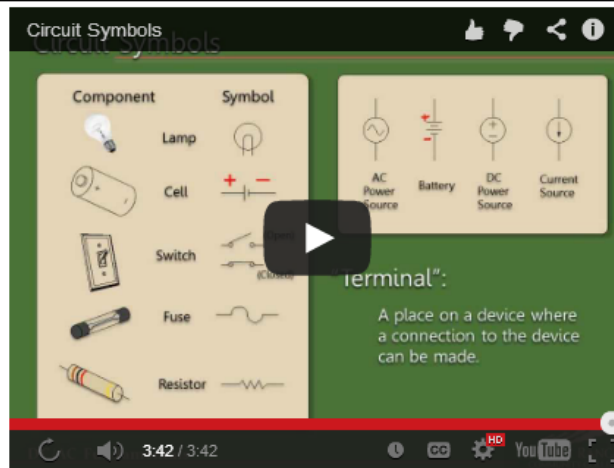 Circuit Symbols
Circuit Symbols
Component Symbol
Lamp
Cell
+ −
Switch
(Open)
(Closed)
Fuse
Resistor
+
−
AC
Power
Source
Battery
DC
Power
Source
Current
Source
"Terminal":
A place on a device where
a connection to the device
can be made.
3:42 / 3:42
CC
HD
YouTube